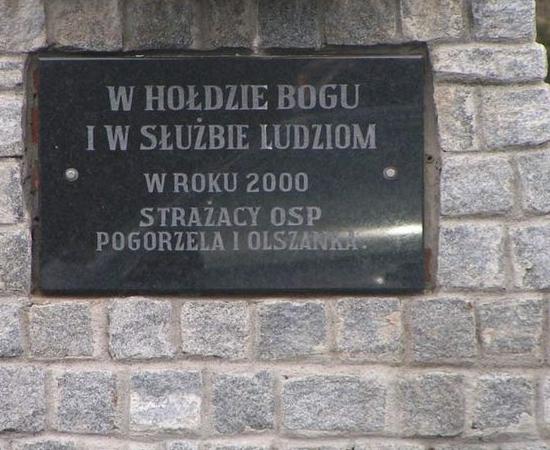 W HOŁDZIE BOGU
I W SŁUŻBIE LUDZIOM
W ROKU 2000
STRAŻACY OSP
POGORZELA I OLSZANKA.